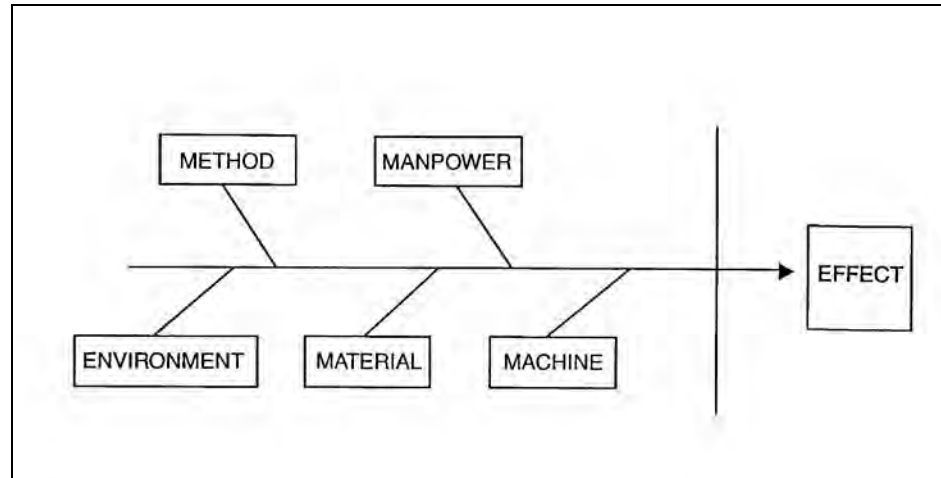 METHOD
MANPOWER
EFFECT
ENVIRONMENT
MATERIAL
MACHINE